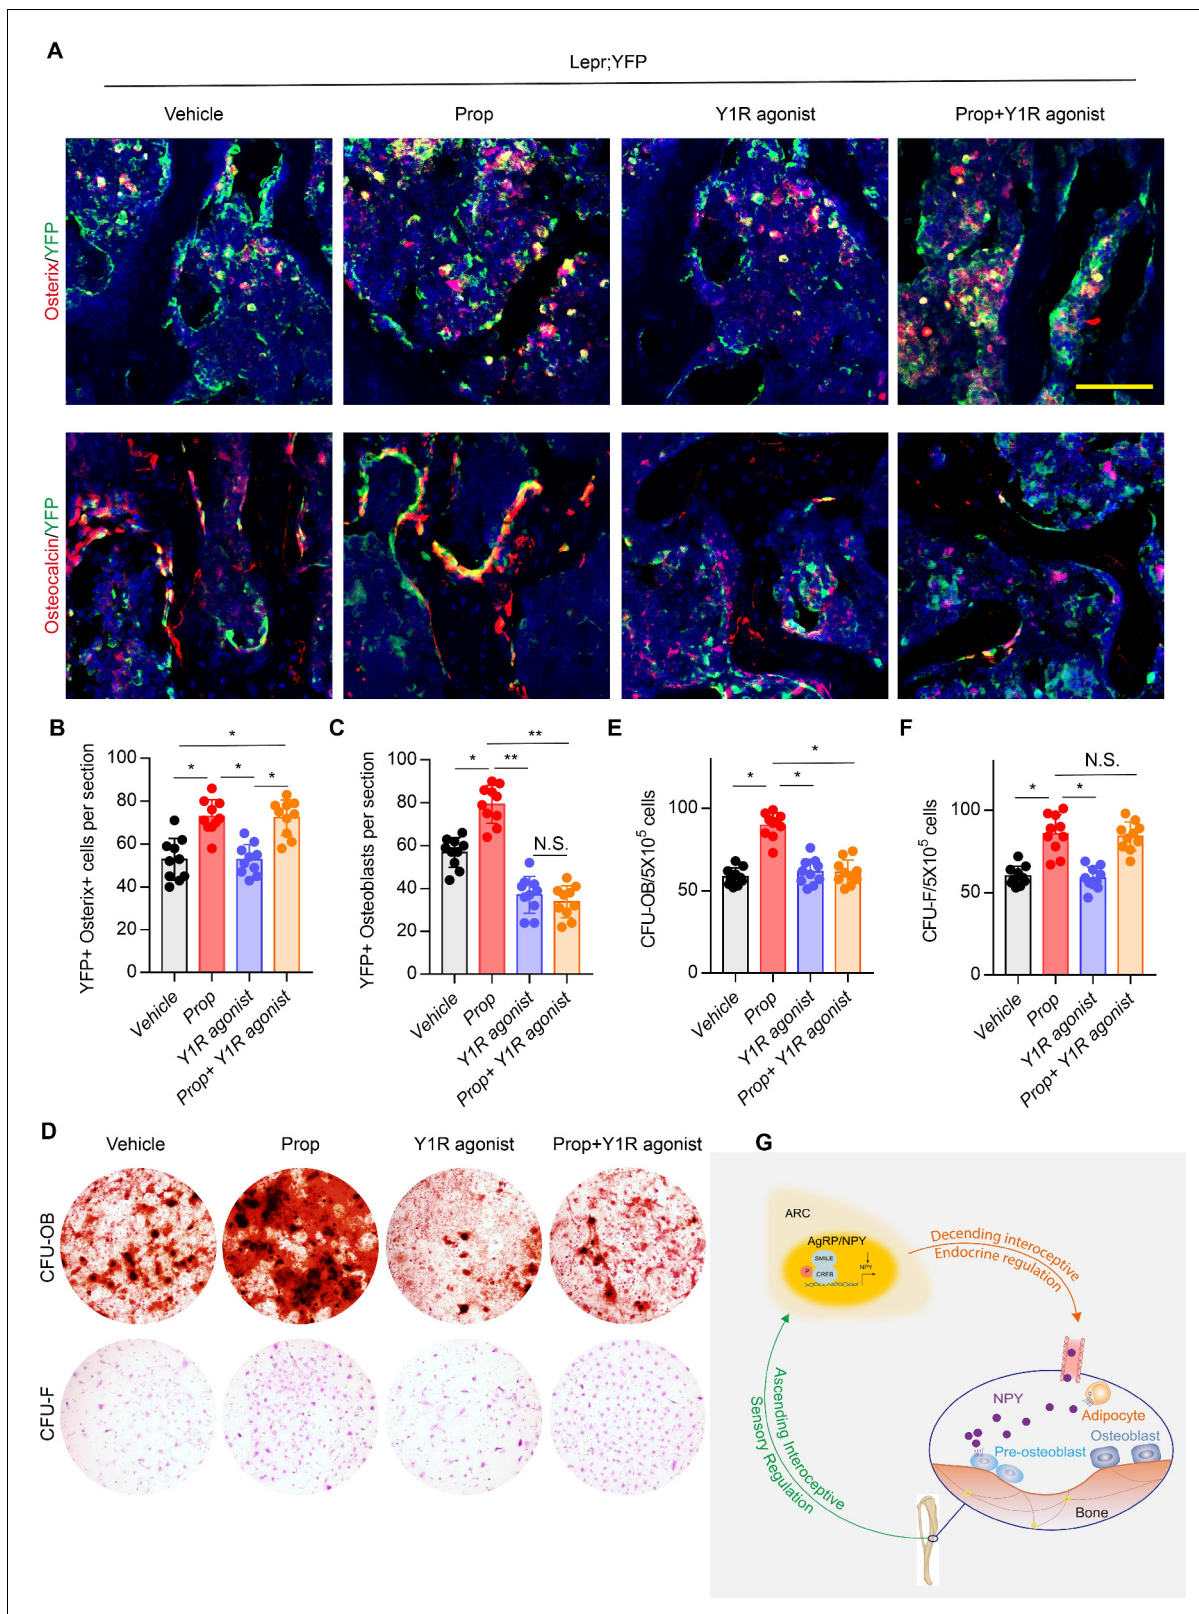 A
Lepr;YFP
Vehicle
Prop
Y1R agonist
Prop+Y1R agonist
Osterix/YFP
Osteocalcin/YFP
B
YFP+ Osterix+ cells per section
100
80
60
40
20
0
*
*
*
*
Vehicle
Prop
Y1R agonist
Prop+ Y1R agonist
C
YFP+ Osteoblasts per section
100
80
60
40
20
0
**
*
**
N.S.
Vehicle
Prop
Y1R agonist
Prop+ Y1R agonist
E
CFU-OB/5X10⁵ cells
100
50
0
*
*
*
Vehicle
Prop
Y1R agonist
Prop+ Y1R agonist
F
CFU-F/5X10⁵ cells
100
50
0
N.S.
*
*
Vehicle
Prop
Y1R agonist
Prop+ Y1R agonist
D
Vehicle
Prop
Y1R agonist
Prop+Y1R agonist
CFU-OB
CFU-F
G
ARC
AgRP/NPY
SMILE
P
CREB
NPY
Decending interoceptive
Endocrine regulation
Ascending Interoceptive
Sensory Regulation
NPY
Adipocyte
Osteoblast
Pre-osteoblast
Bone